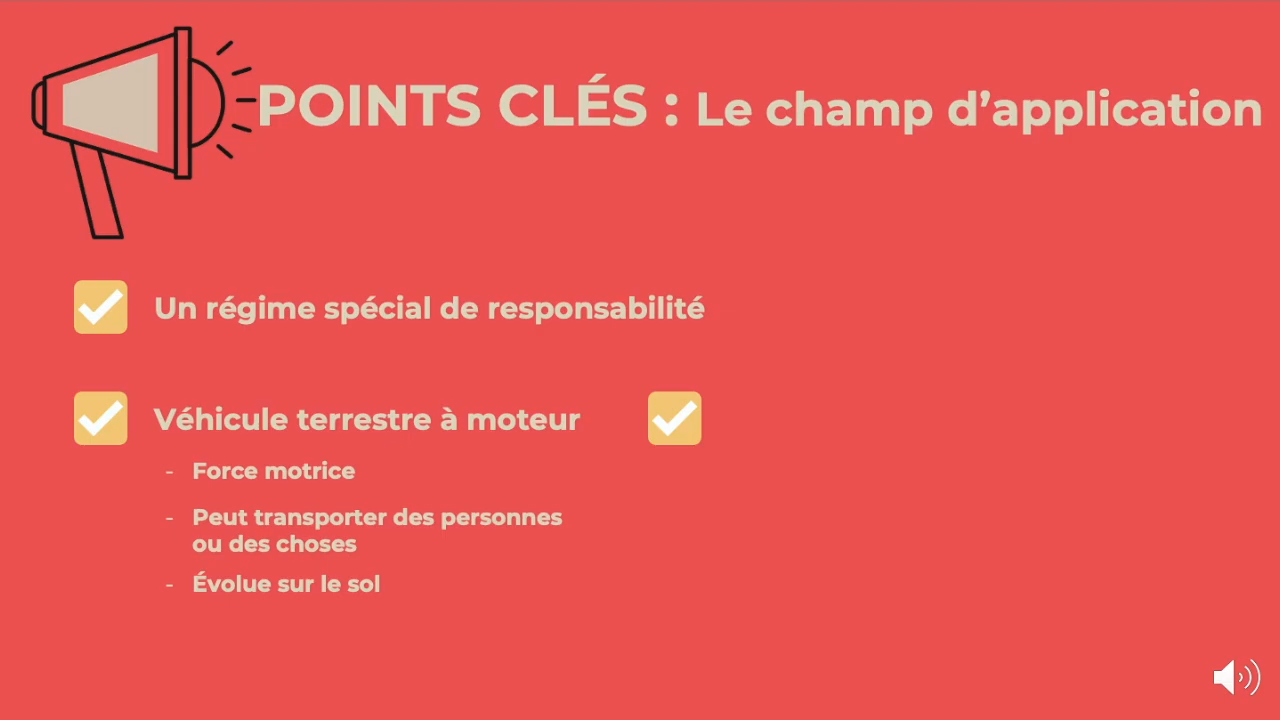 POINTS CLÉS : Le champ d’application
Un régime spécial de responsabilité
Véhicule terrestre à moteur
- Force motrice
- Peut transporter des personnes
ou des choses
- Évolue sur le sol